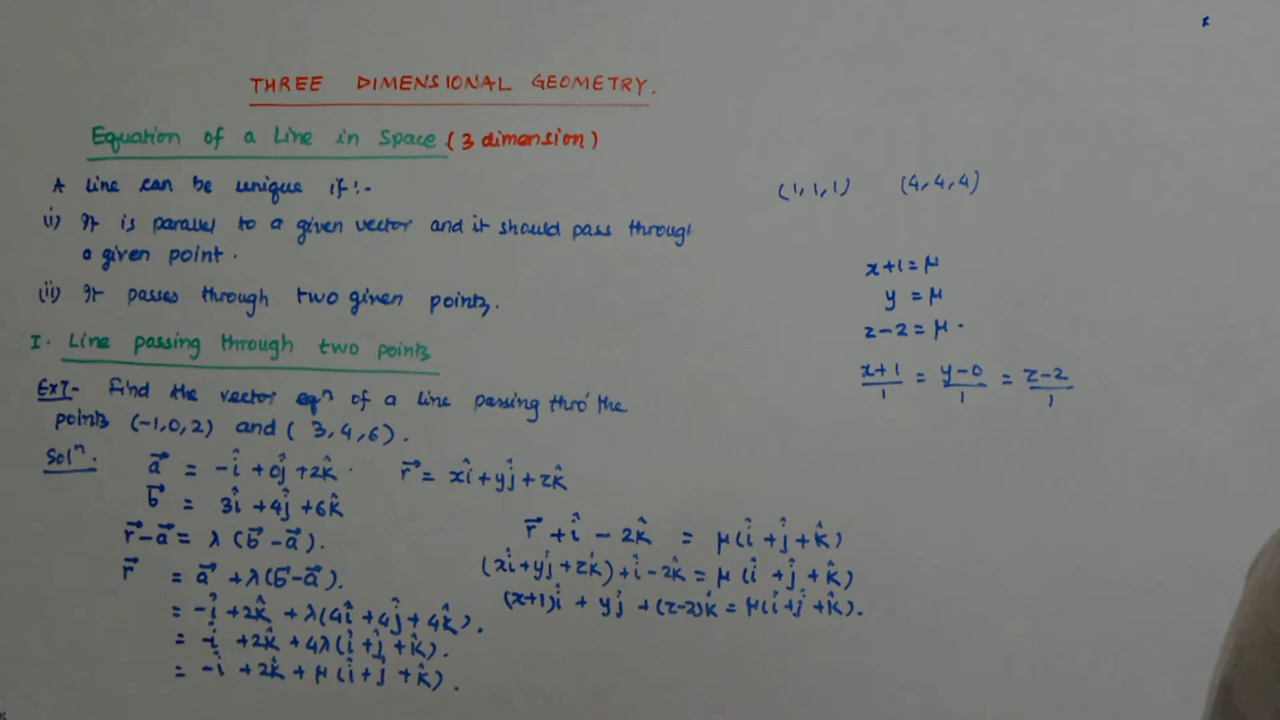 THREE DIMENSIONAL GEOMETRY.
Equation of a Line in Space (3 dimension)
A line can be unique if :-
(i) It is parallel to a given vector and it should pass through
a given point.
(ii) It passes through two given points.
I. Line passing through two points
Ex:- Find the vector eqⁿ of a line passing thro' the
points (-1,0,2) and (3,4,6).
Solⁿ.
a⃗ = -î + 0ĵ + 2k̂
r⃗ = xî + yĵ + zk̂
b⃗ = 3î + 4ĵ + 6k̂
r⃗ - a⃗ = λ(b⃗ - a⃗).
r⃗ = a⃗ + λ(b⃗ - a⃗).
= -î + 2k̂ + λ(4î + 4ĵ + 4k̂).
= -î + 2k̂ + 4λ(î + ĵ + k̂).
= -î + 2k̂ + μ(î + ĵ + k̂).
r⃗ + î - 2k̂ = μ(î + ĵ + k̂)
(xî + yĵ + zk̂) + î - 2k̂ = μ(î + ĵ + k̂)
(x+1)î + yĵ + (z-2)k̂ = μ(î + ĵ + k̂).
(1,1,1) (4,4,4)
x+1 = μ
y = μ
z-2 = μ.
x+1/1 = y-0/1 = z-2/1